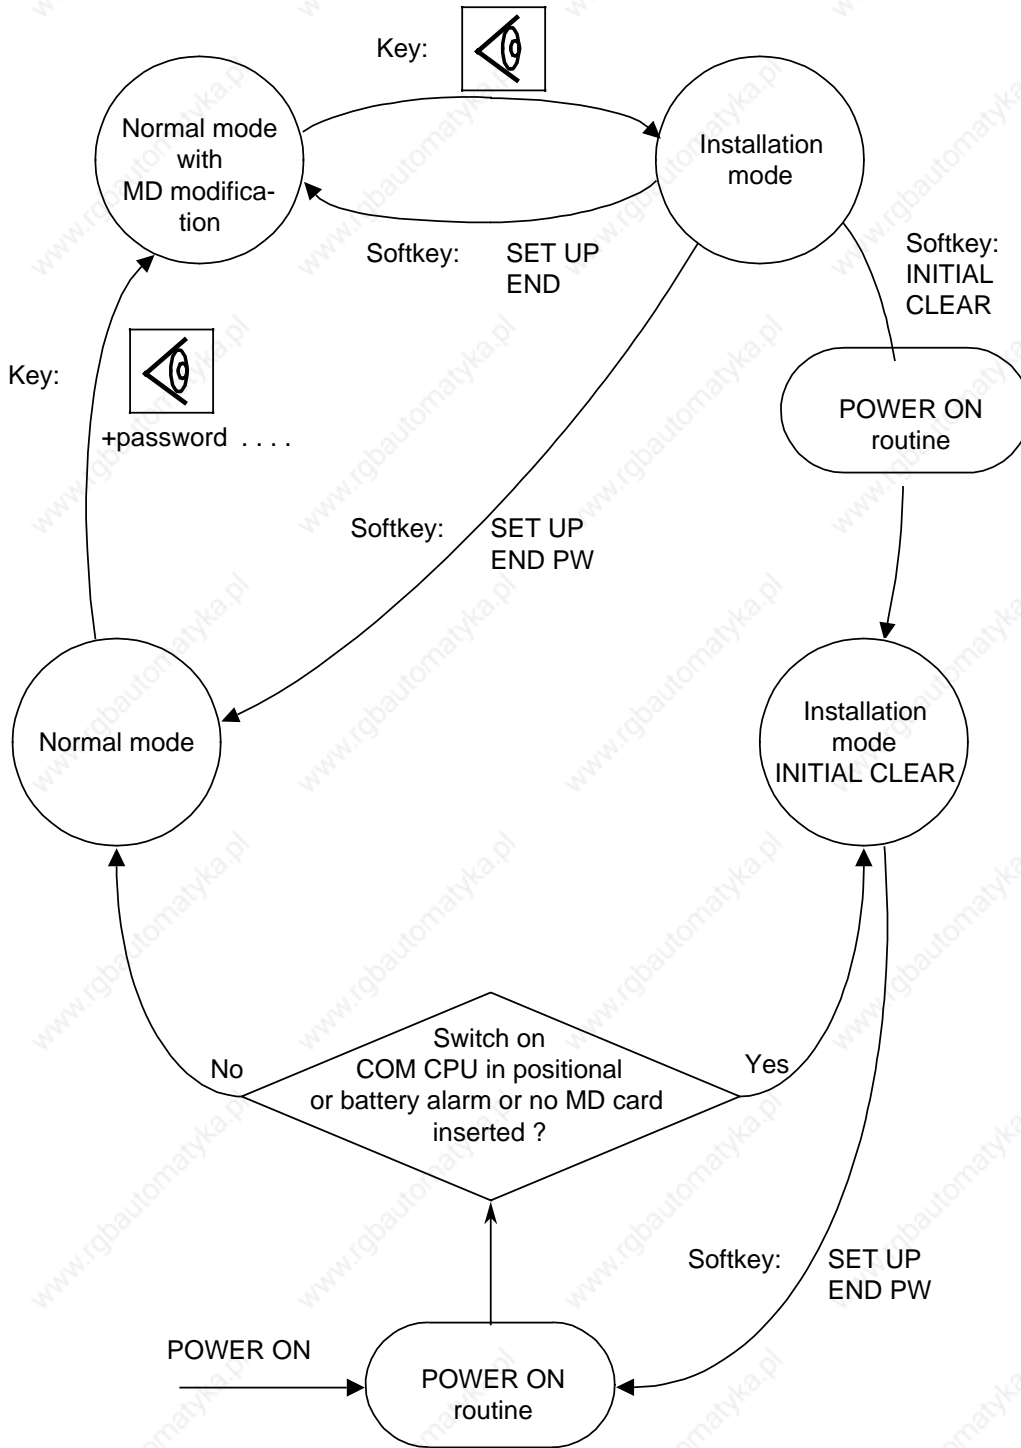 Key:
Normal mode
with
MD modifica-
tion
Installation
mode
Softkey: SET UP
END
Softkey:
INITIAL
CLEAR
Key:
+password . . . .
POWER ON
routine
Softkey: SET UP
END PW
Normal mode
Installation
mode
INITIAL CLEAR
No
Switch on
COM CPU in positional
or battery alarm or no MD card
inserted ?
Yes
Softkey: SET UP
END PW
POWER ON
POWER ON
routine
www.rgbautomatyka.pl